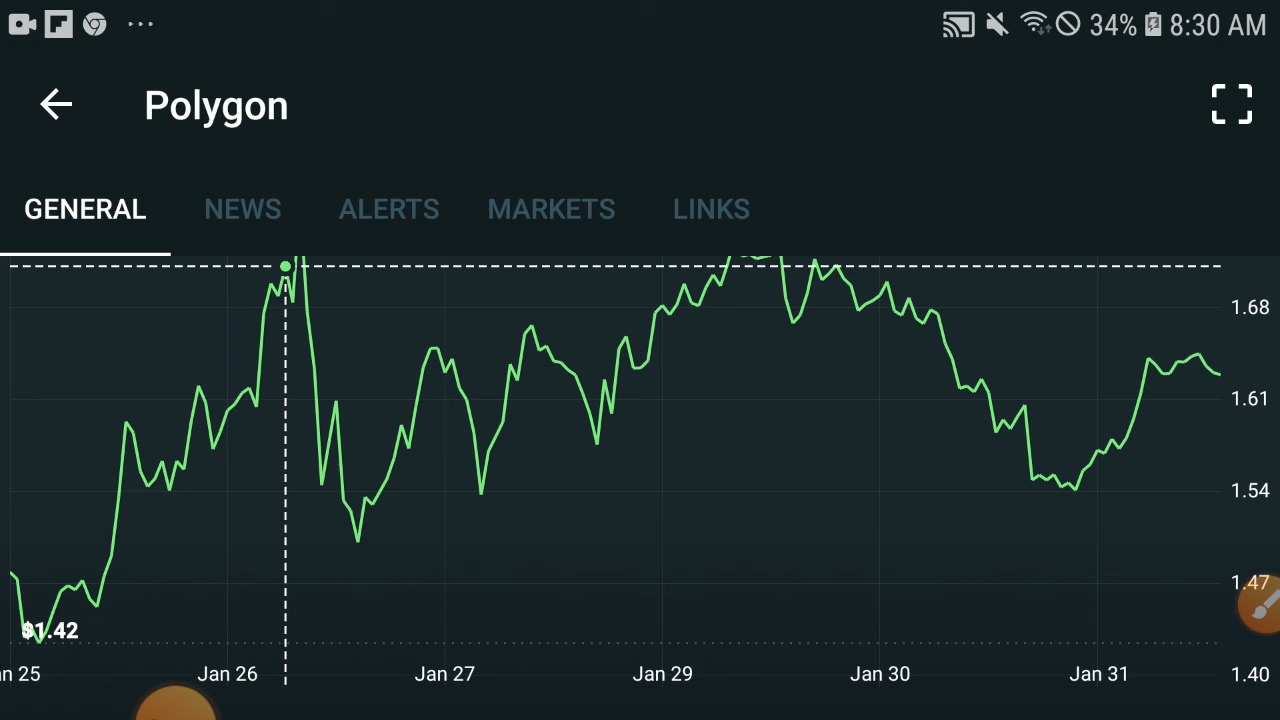 34% 8:30 AM
Polygon
GENERAL NEWS ALERTS MARKETS LINKS
1.68
1.61
1.54
1.47
$1.42
n 25 Jan 26 Jan 27 Jan 29 Jan 30 Jan 31 1.40